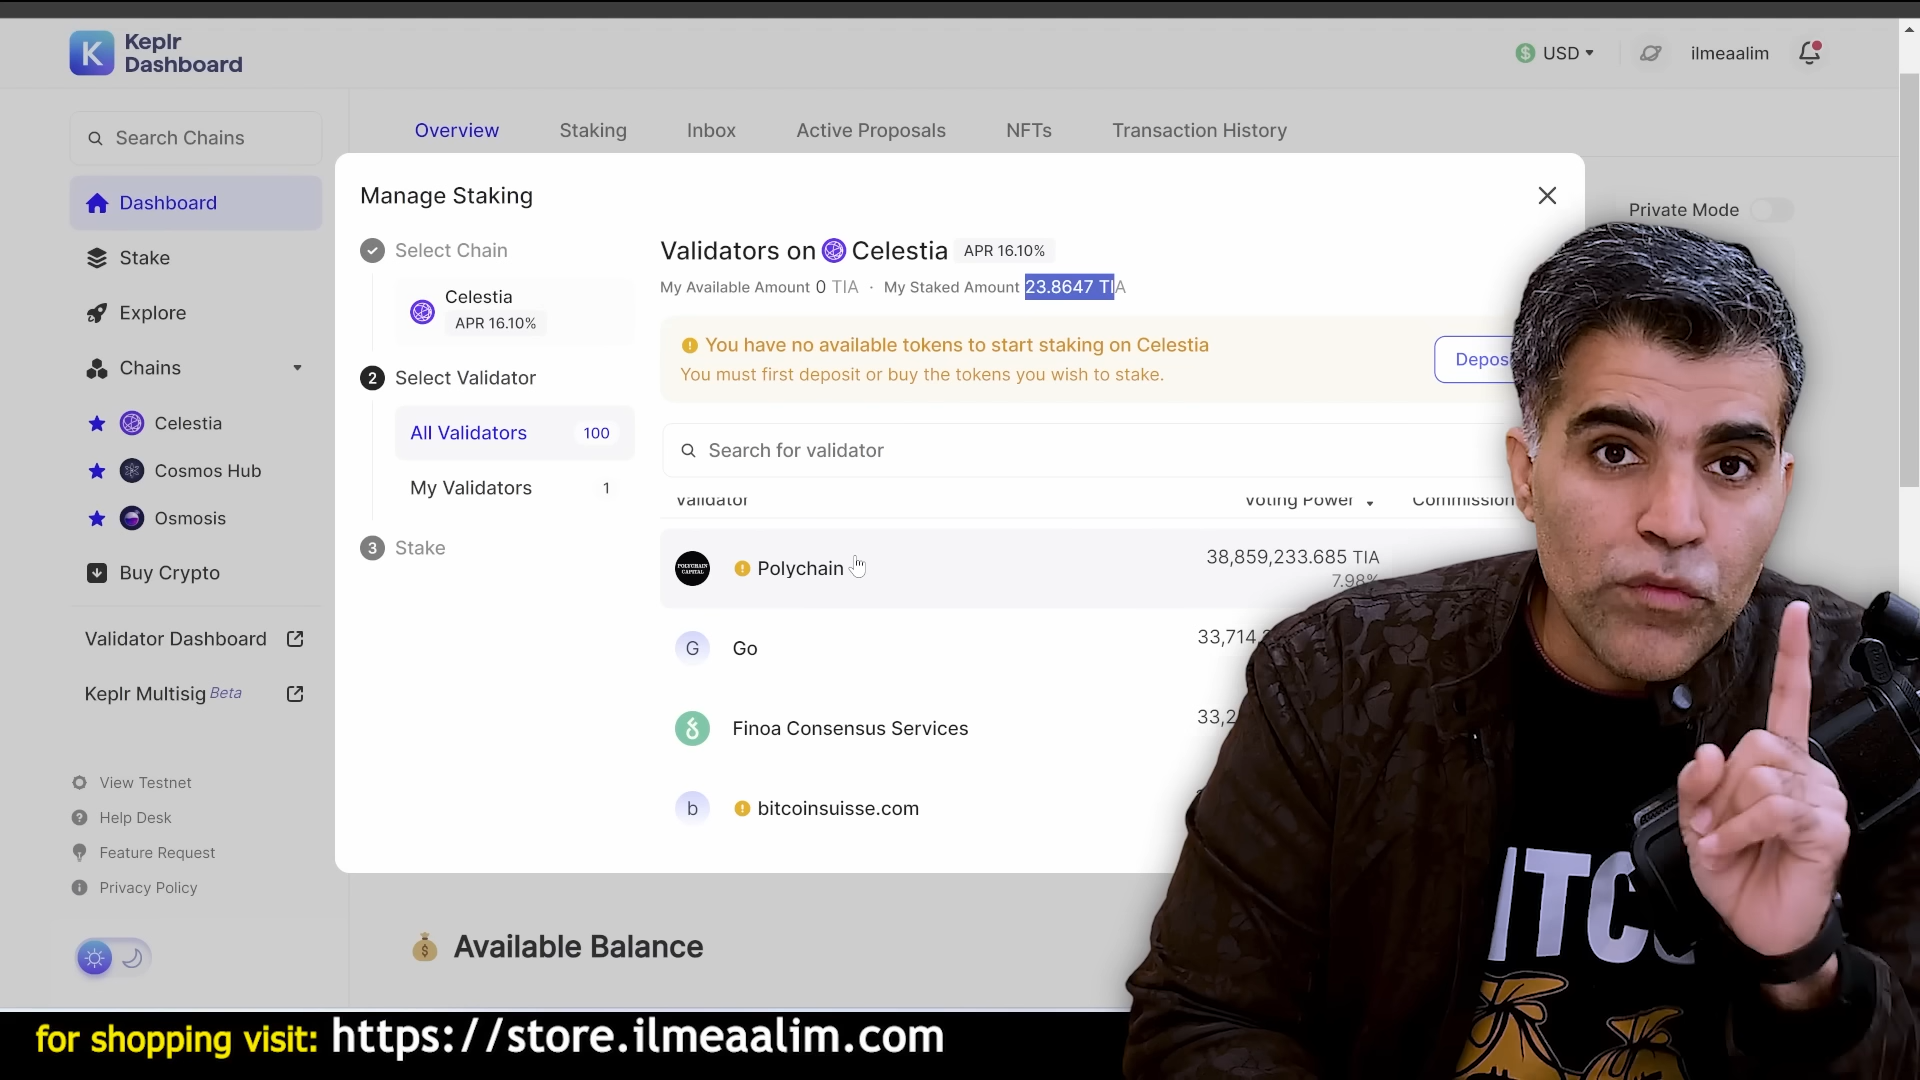 Keplr
Dashboard
USD
ilmeaalim
Search Chains
Overview
Staking
Inbox
Active Proposals
NFTs
Transaction History
Dashboard
Manage Staking
Private Mode
Stake
Select Chain
Validators on Celestia APR 16.10%
Celestia
APR 16.10%
My Available Amount 0 TIA · My Staked Amount 23.8647 TIA
Explore
You have no available tokens to start staking on Celestia
You must first deposit or buy the tokens you wish to stake.
Depos
Chains
2 Select Validator
Celestia
All Validators 100
Search for validator
Cosmos Hub
My Validators 1
Validator
Voting Power
Commission
Osmosis
3 Stake
POLYCHAIN
CAPITAL
Polychain
38,859,233.685 TIA
7.98%
Buy Crypto
Validator Dashboard
G Go
33,714
Keplr Multisig Beta
Finoa Consensus Services
33,2
View Testnet
b bitcoinsuisse.com
Help Desk
Feature Request
Privacy Policy
Available Balance
ITC
for shopping visit: https://store.ilmeaalim.com